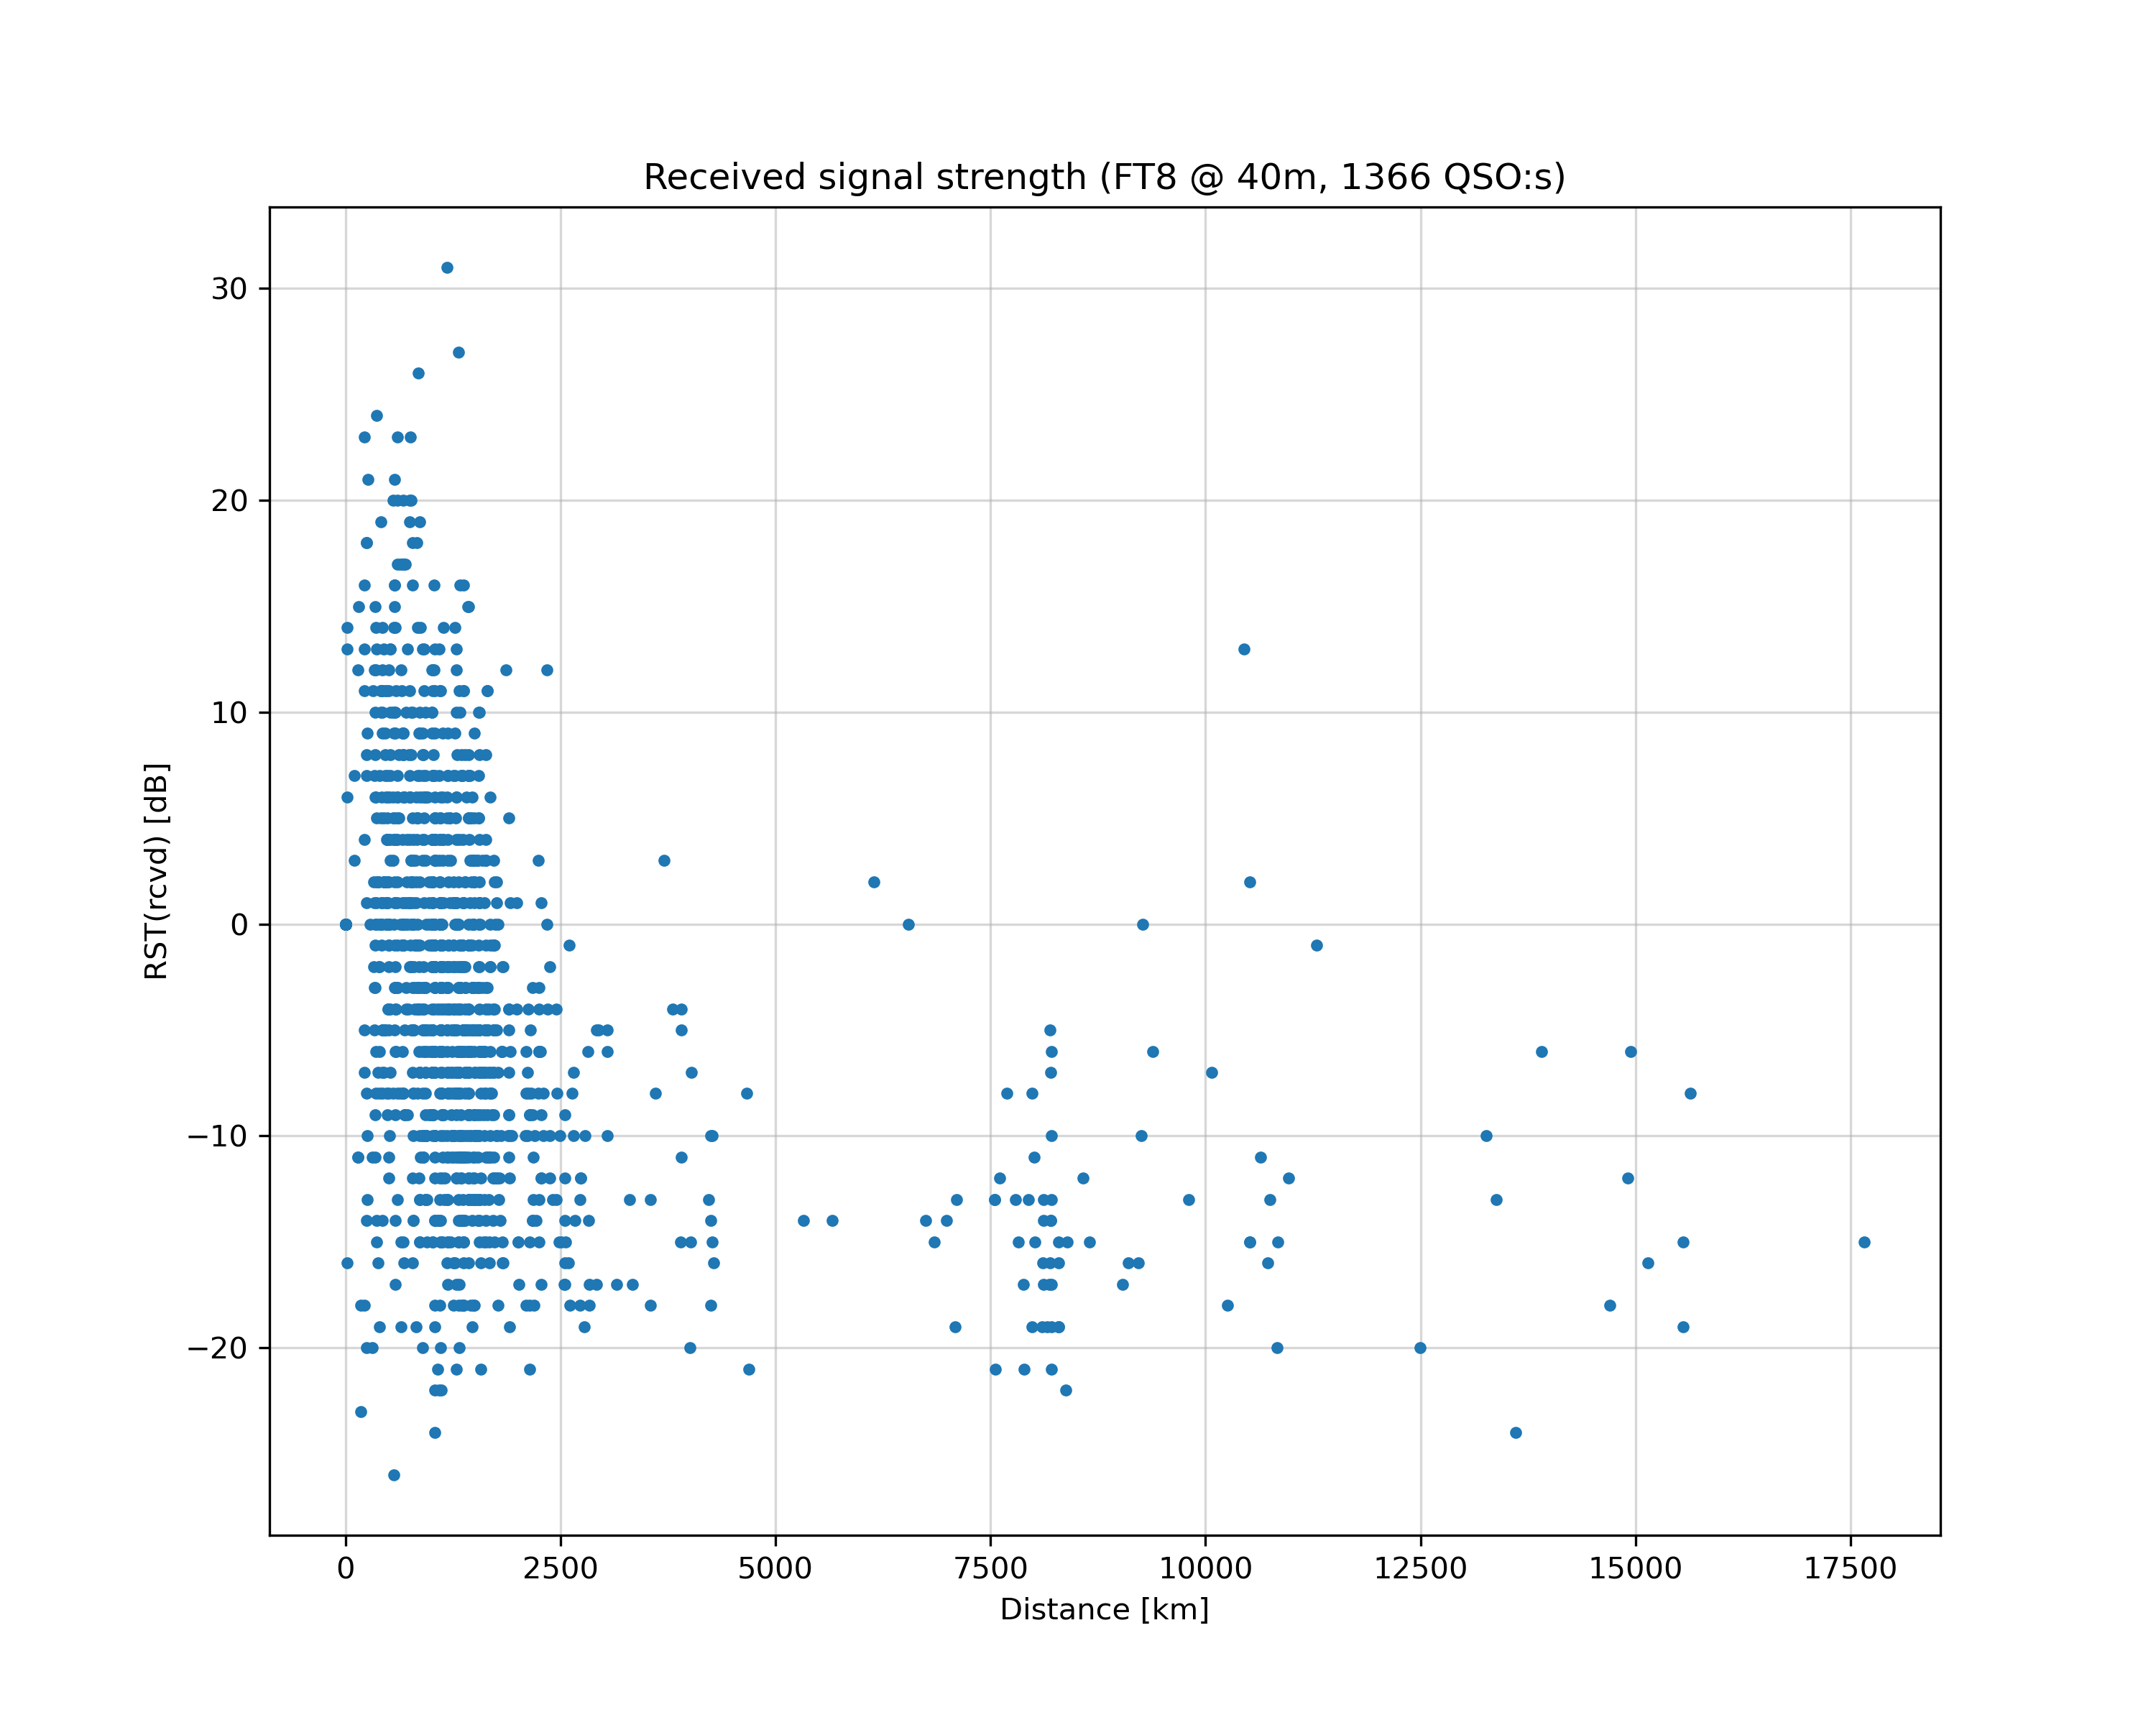 Received signal strength (FT8 @ 40m, 1366 QSO:s)
30
20
10
0
−10
−20
RST(rcvd) [dB]
0 2500 5000 7500 10000 12500 15000 17500
Distance [km]